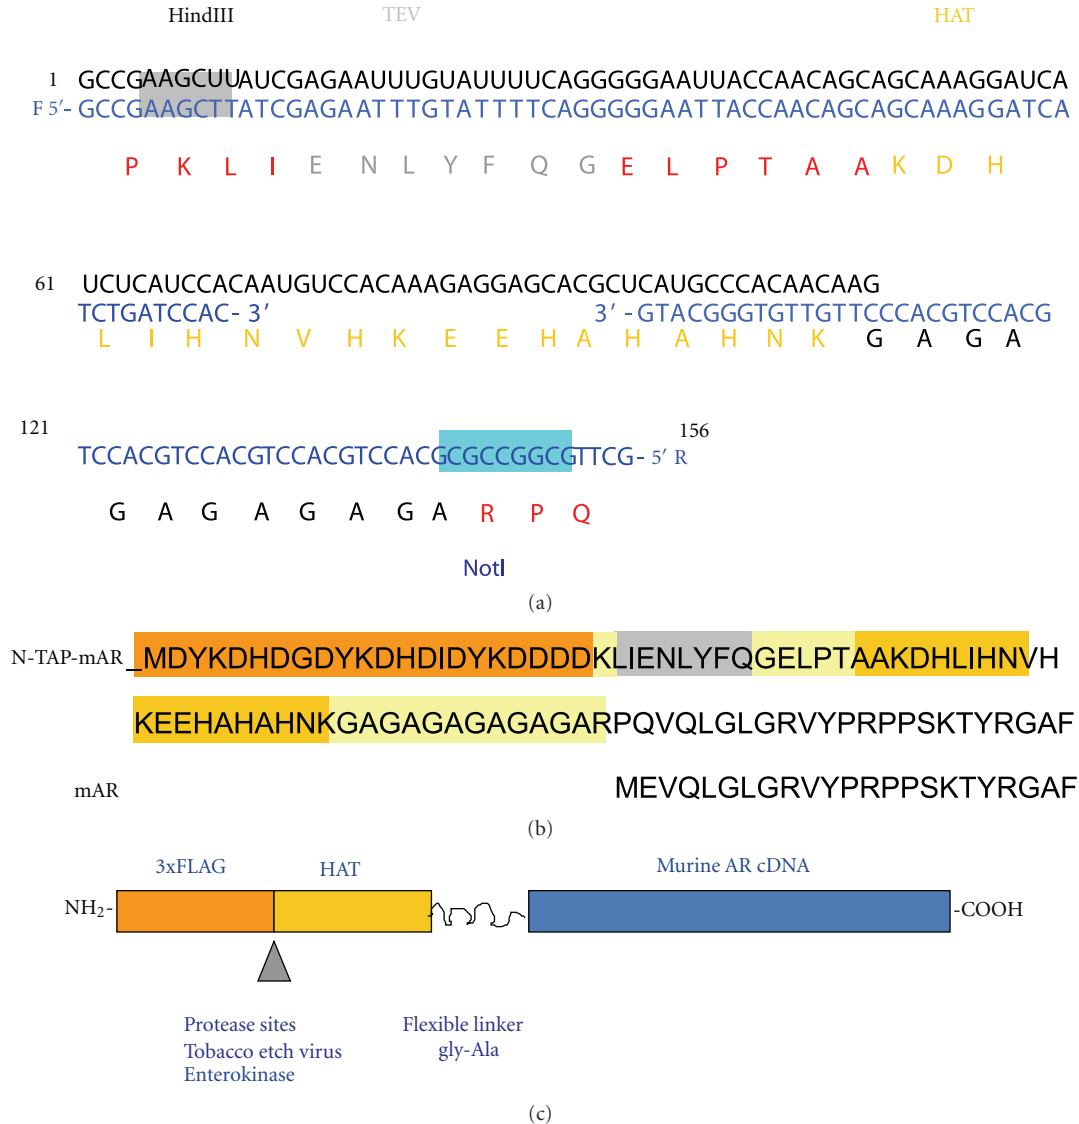 HindIII TEV HAT
1 GCCGAAGCUUAUCGAGAAUUUGUAUUUUCAGGGGGAAUUACCAACAGCAGCAAAGGAUCA
F 5′- GCCGAAGCTTATCGAGAATTTGTATTTTCAGGGGGAATTACCAACAGCAGCAAAGGATCA
P K L I E N L Y F Q G E L P T A A K D H
61 UCUCAUCCACAAUGUCCACAAAGAGGAGCACGCUCAUGCCCACAACAAG
TCTGATCCAC- 3′ 3′ -GTACGGGTGTTGTTCCCACGTCCACG
L I H N V H K E E H A H A H N K G A G A
121 156
TCCACGTCCACGTCCACGTCCACGCGCCGGCGTTCG- 5′ R
G A G A G A G A R P Q
NotI
(a)
N-TAP-mAR _MDYKDHDGDYKDHDIDYKDDDDKLIENLYFQGELPTAAKDHLIHNVH
KEEHAHAHNKGAGAGAGAGAGARPQVQLGLGRVYPRPPSKTYRGAF
mAR MEVQLGLGRVYPRPPSKTYRGAF
(b)
3xFLAG HAT Murine AR cDNA
NH₂- -COOH
Protease sites Flexible linker
Tobacco etch virus gly-Ala
Enterokinase
(c)